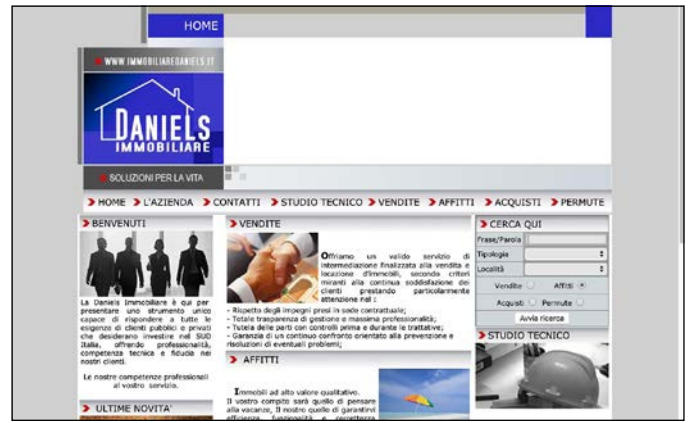 HOME
WWW.IMMOBILIAREDANIELS.IT
DANIELS
IMMOBILIARE
SOLUZIONI PER LA VITA
HOME L'AZIENDA CONTATTI STUDIO TECNICO VENDITE AFFITTI ACQUISTI PERMUTE
BENVENUTI
La Daniels Immobiliare è qui per
presentare uno strumento unico
capace di rispondere a tutte le
esigenze di clienti pubblici e privati
che desiderano investire nel SUD
Italia, offrendo professionalità,
competenza tecnica e fiducia nei
nostri clienti.
Le nostre competenze professionali
al vostro servizio.
ULTIME NOVITA'
VENDITE
Offriamo un valido servizio di
intermediazione finalizzata alla vendita e
locazione d'immobili, secondo criteri
miranti alla continua soddisfazione dei
clienti prestando particolarmente
attenzione nel :
- Rispetto degli impegni presi in sede contrattuale;
- Totale trasparenza di gestione e massima professionalità;
- Tutela delle parti con controlli prima e durante le trattative;
- Garanzia di un continuo confronto orientato alla prevenzione e
risoluzioni di eventuali problemi;
AFFITTI
Immobili ad alto valore qualitativo.
Il vostro compito sarà quello di pensare
alla vacanze, Il nostro quello di garantirvi
efficienza, funzionalità e correttezza
CERCA QUI
Frase/Parola
Tipologia
Località
Vendite Affitti
Acquisti Permute
Avvia ricerca
STUDIO TECNICO